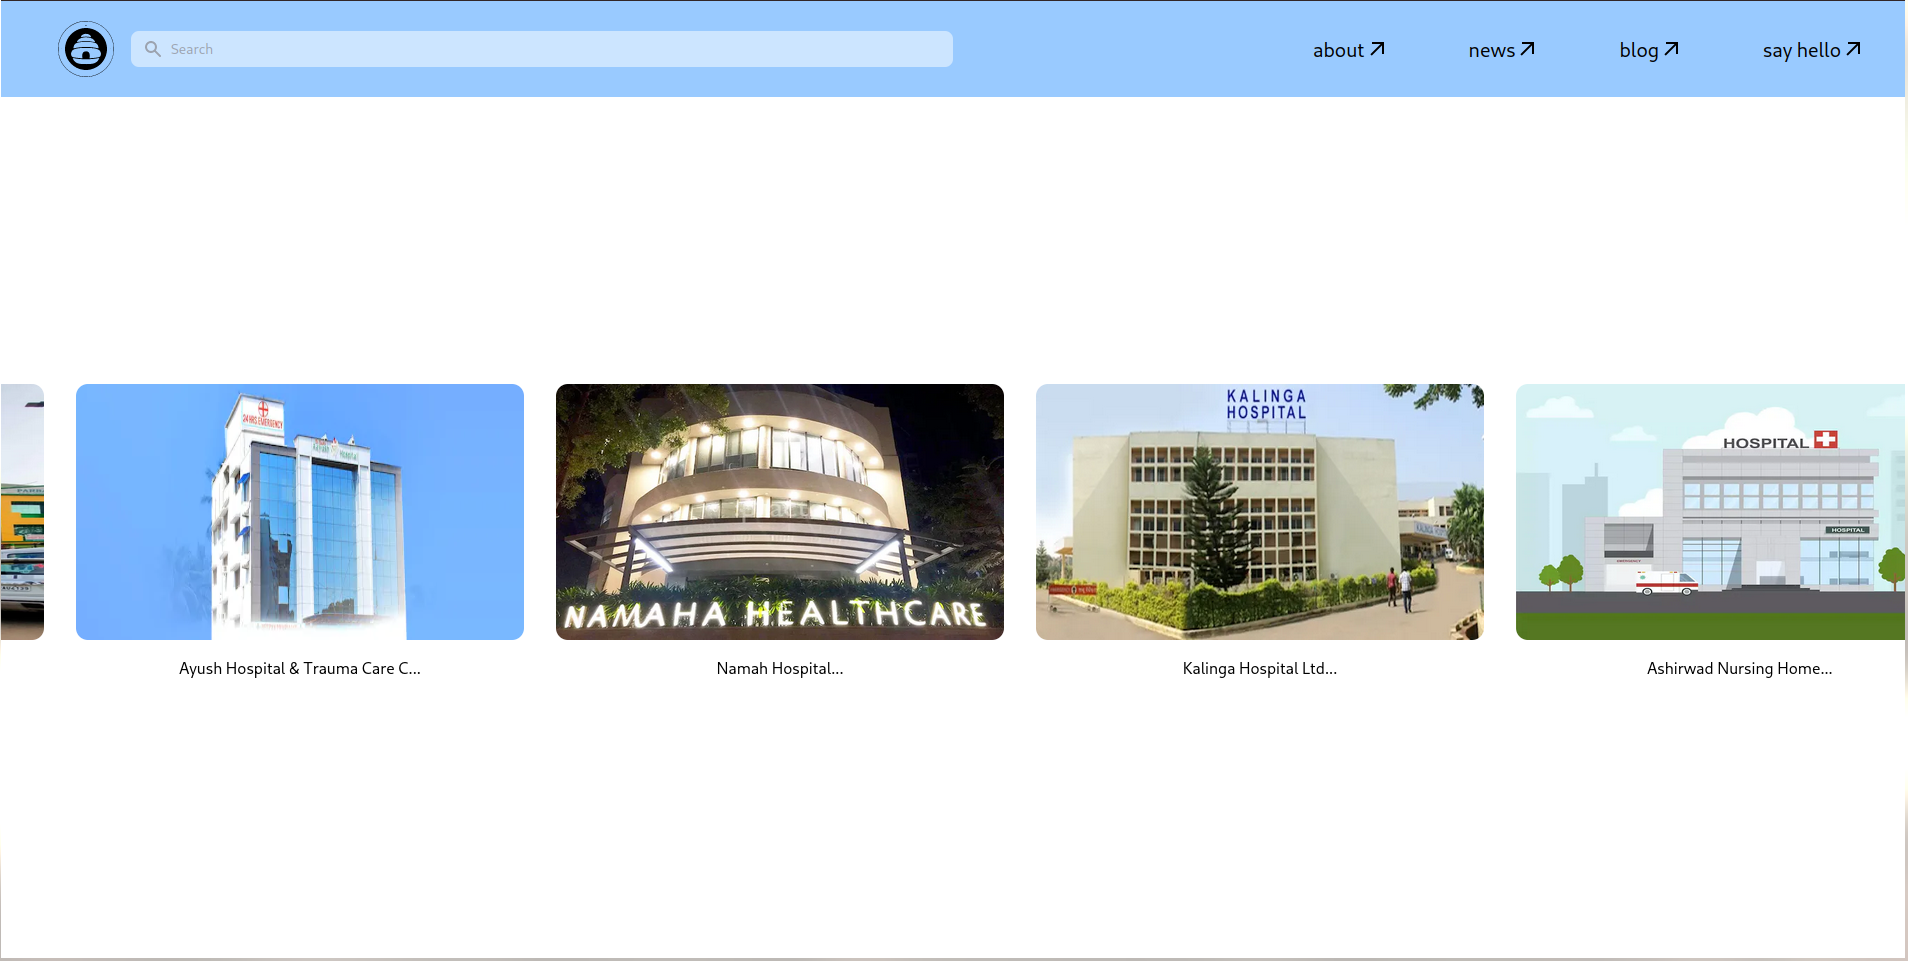 Search
about
news
blog
say hello
24 HRS EMERGENCY
Hospital
NAMAHA HEALTHCARE
KALINGA
HOSPITAL
HOSPITAL
HOSPITAL
EMERGENCY
Ayush Hospital & Trauma Care C...
Namah Hospital...
Kalinga Hospital Ltd...
Ashirwad Nursing Home...